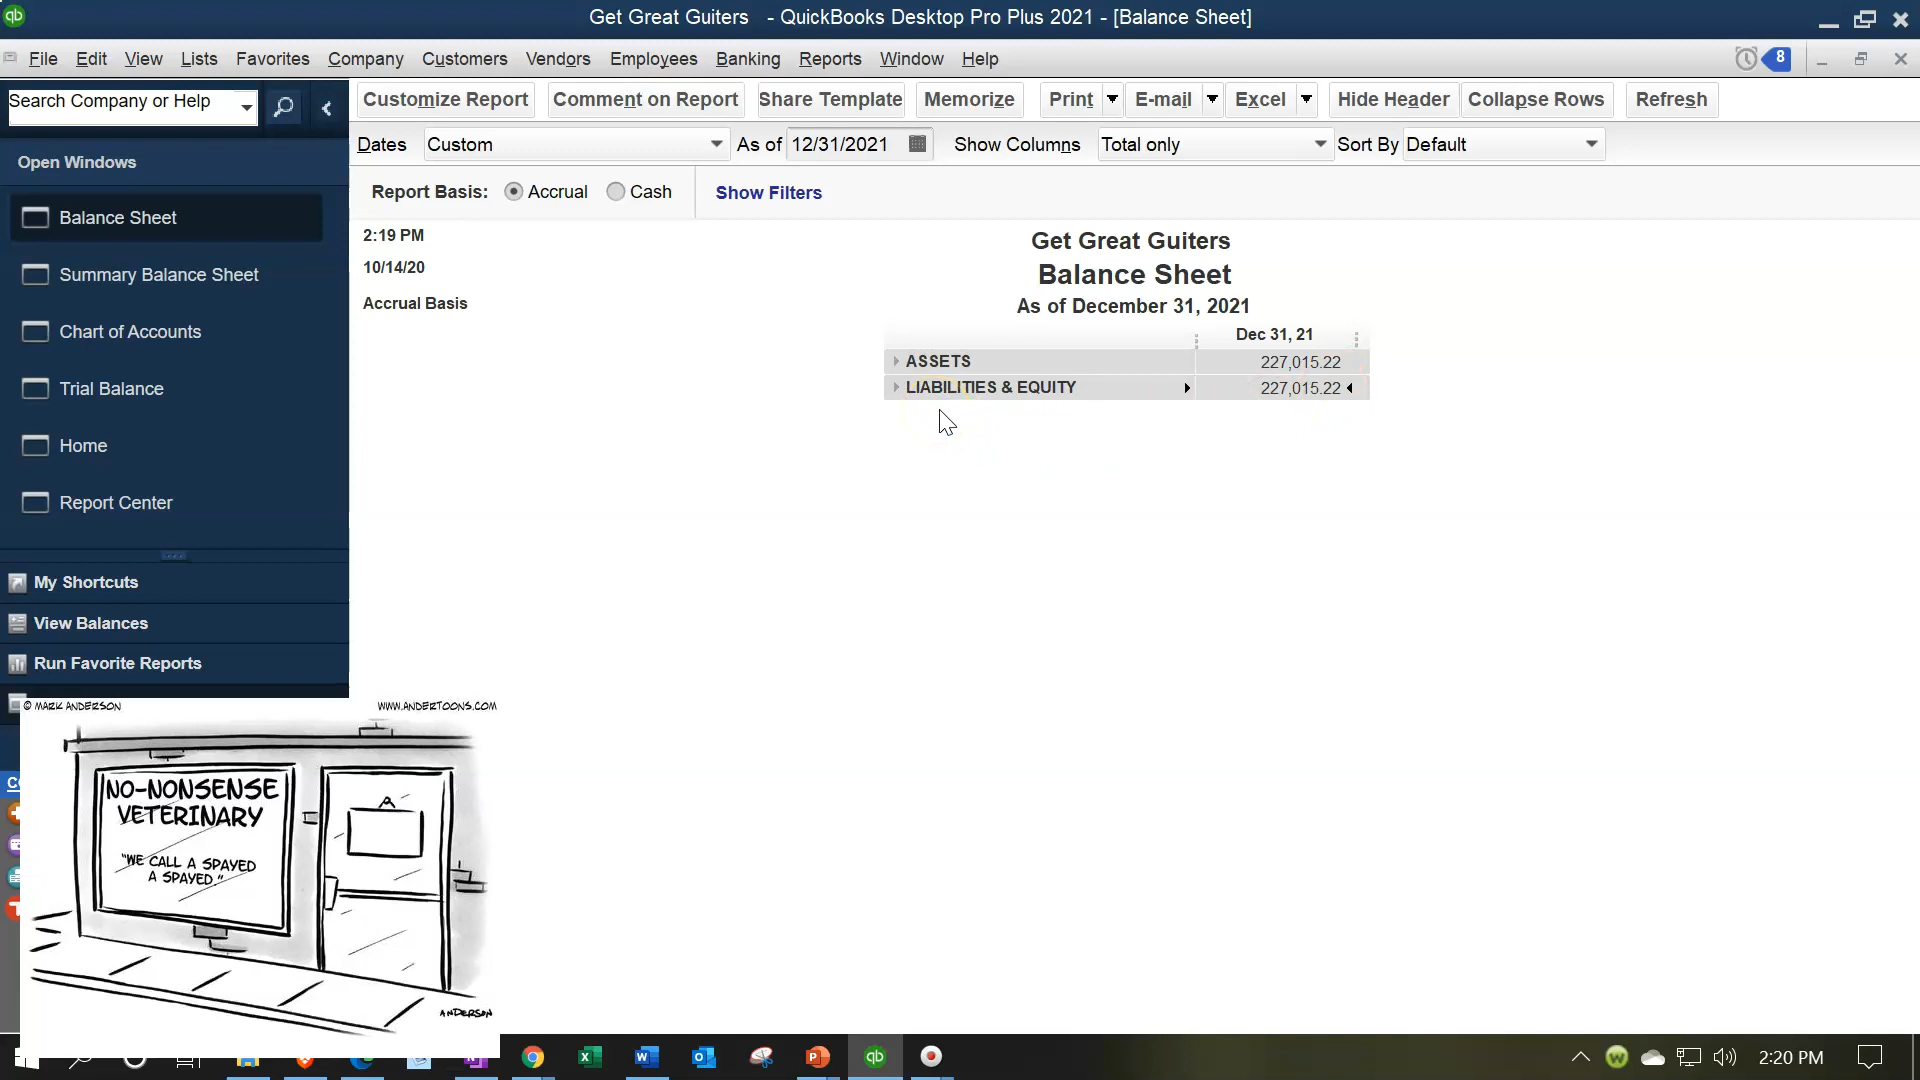 Get Great Guiters - QuickBooks Desktop Pro Plus 2021 - [Balance Sheet]
File Edit View Lists Favorites Company Customers Vendors Employees Banking Reports Window Help 8
Search Company or Help
Customize Report Comment on Report Share Template Memorize Print E-mail Excel Hide Header Collapse Rows Refresh
Dates Custom As of 12/31/2021 Show Columns Total only Sort By Default
Report Basis: Accrual Cash Show Filters
Open Windows
Balance Sheet
Summary Balance Sheet
Chart of Accounts
Trial Balance
Home
Report Center
My Shortcuts
View Balances
Run Favorite Reports
2:19 PM
10/14/20
Accrual Basis
Get Great Guiters
Balance Sheet
As of December 31, 2021
Dec 31, 21
ASSETS 227,015.22
LIABILITIES & EQUITY 227,015.22
© MARK ANDERSON WWW.ANDERTOONS.COM
NO-NONSENSE
VETERINARY
"WE CALL A SPAYED
A SPAYED."
ANDERSON
2:20 PM